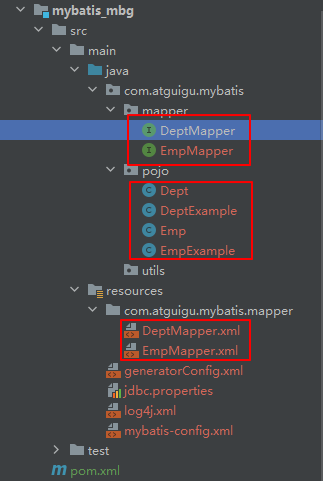 mybatis_mbg
src
main
java
com.atguigu.mybatis
mapper
DeptMapper
EmpMapper
pojo
Dept
DeptExample
Emp
EmpExample
utils
resources
com.atguigu.mybatis.mapper
DeptMapper.xml
EmpMapper.xml
generatorConfig.xml
jdbc.properties
log4j.xml
mybatis-config.xml
test
pom.xml